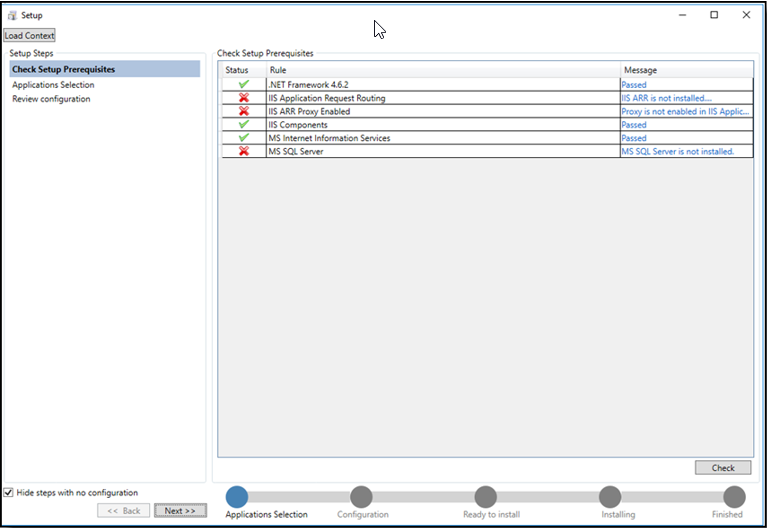 Setup
Load Context
Setup Steps
Check Setup Prerequisites
Applications Selection
Review configuration
Check Setup Prerequisites
Status Rule Message
.NET Framework 4.6.2 Passed
IIS Application Request Routing IIS ARR is not installed....
IIS ARR Proxy Enabled Proxy is not enabled in IIS Applic...
IIS Components Passed
MS Internet Information Services Passed
MS SQL Server MS SQL Server is not installed.
Check
Hide steps with no configuration
<< Back Next >>
Applications Selection Configuration Ready to install Installing Finished